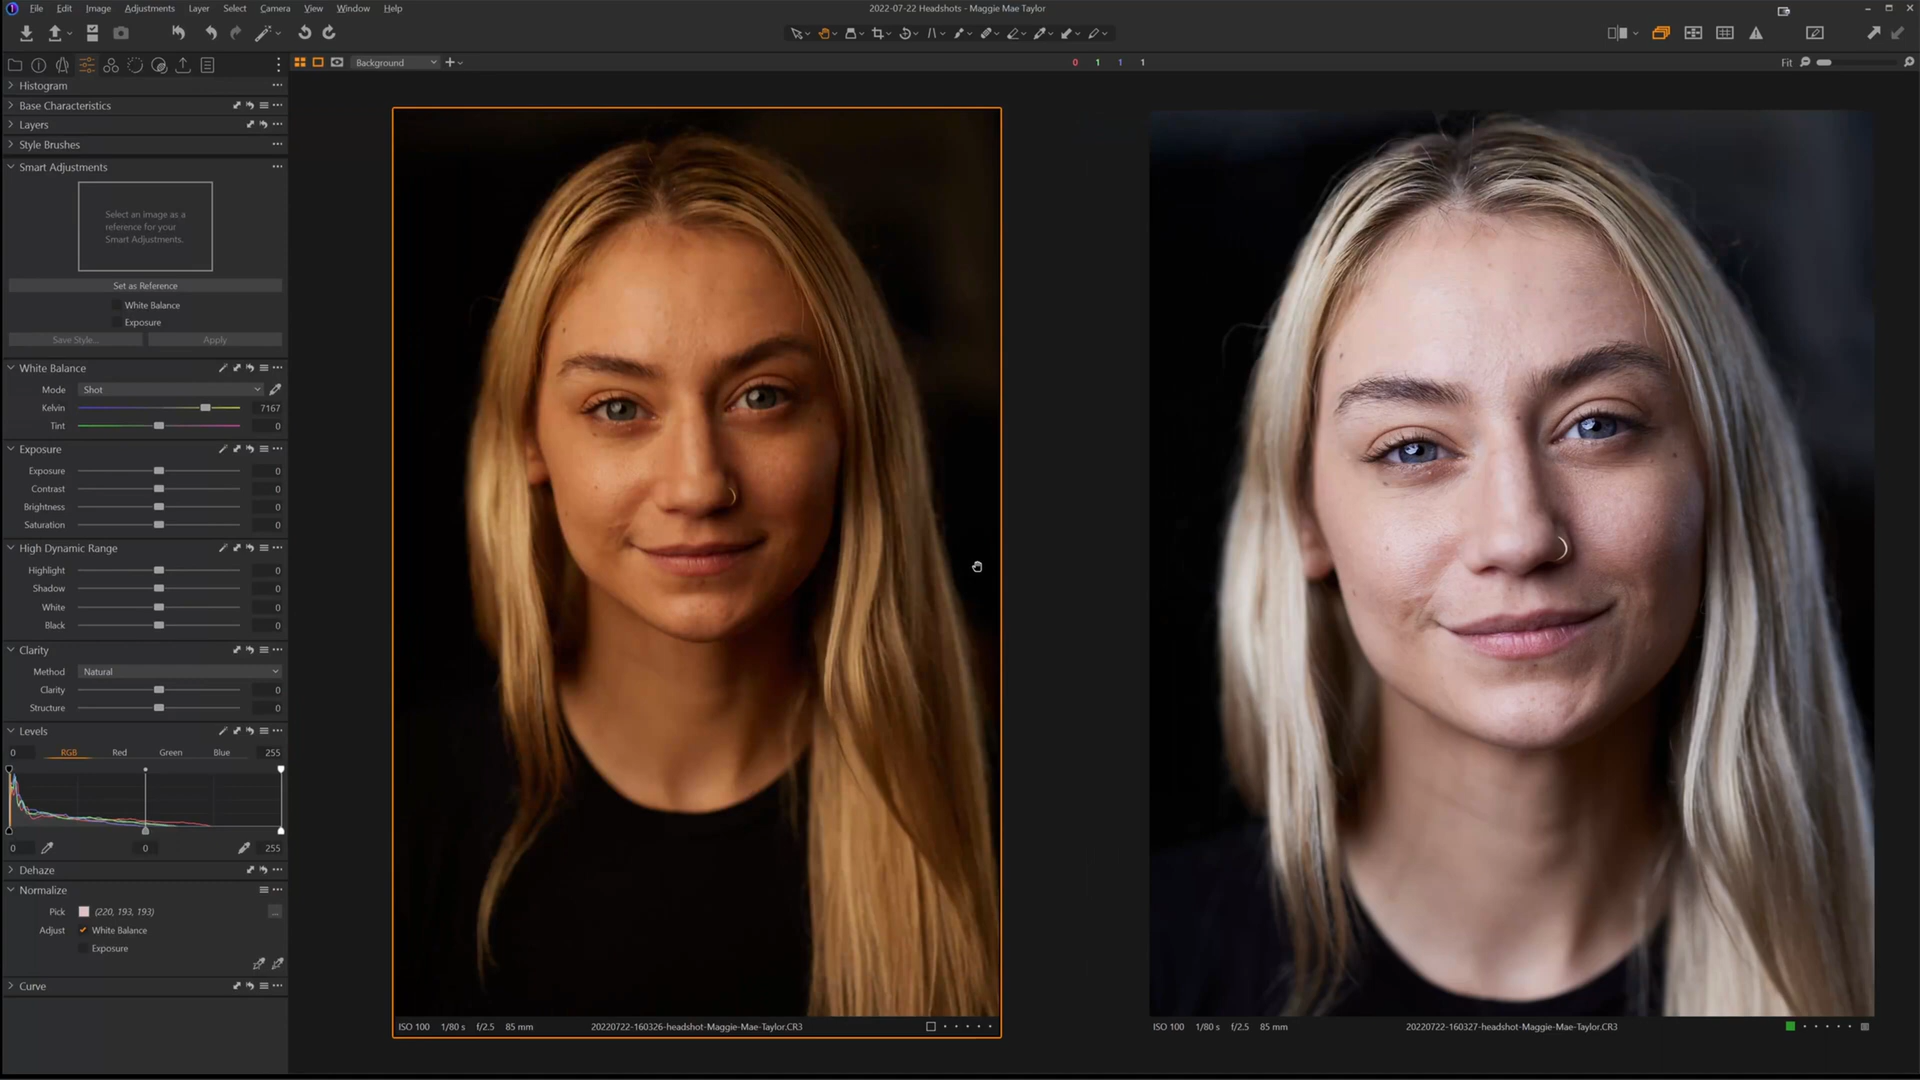 File Edit Image Adjustments Layer Select Camera View Window Help
2022-07-22 Headshots - Maggie Mae Taylor
Background
0 1 1 1
Fit
Histogram
Base Characteristics
Layers
Style Brushes
Smart Adjustments
Select an image as a
reference for your
Smart Adjustments.
Set as Reference
White Balance
Exposure
Save Style... Apply
White Balance
Mode Shot
Kelvin 7167
Tint 0
Exposure
Exposure 0
Contrast 0
Brightness 0
Saturation 0
High Dynamic Range
Highlight 0
Shadow 0
White 0
Black 0
Clarity
Method Natural
Clarity 0
Structure 0
Levels
0 RGB Red Green Blue 255
0 0 255
Dehaze
Normalize
Pick (220, 193, 193) ...
Adjust White Balance
Exposure
Curve
ISO 100 1/80 s f/2.5 85 mm 20220722-160326-headshot-Maggie-Mae-Taylor.CR3
ISO 100 1/80 s f/2.5 85 mm 20220722-160327-headshot-Maggie-Mae-Taylor.CR3